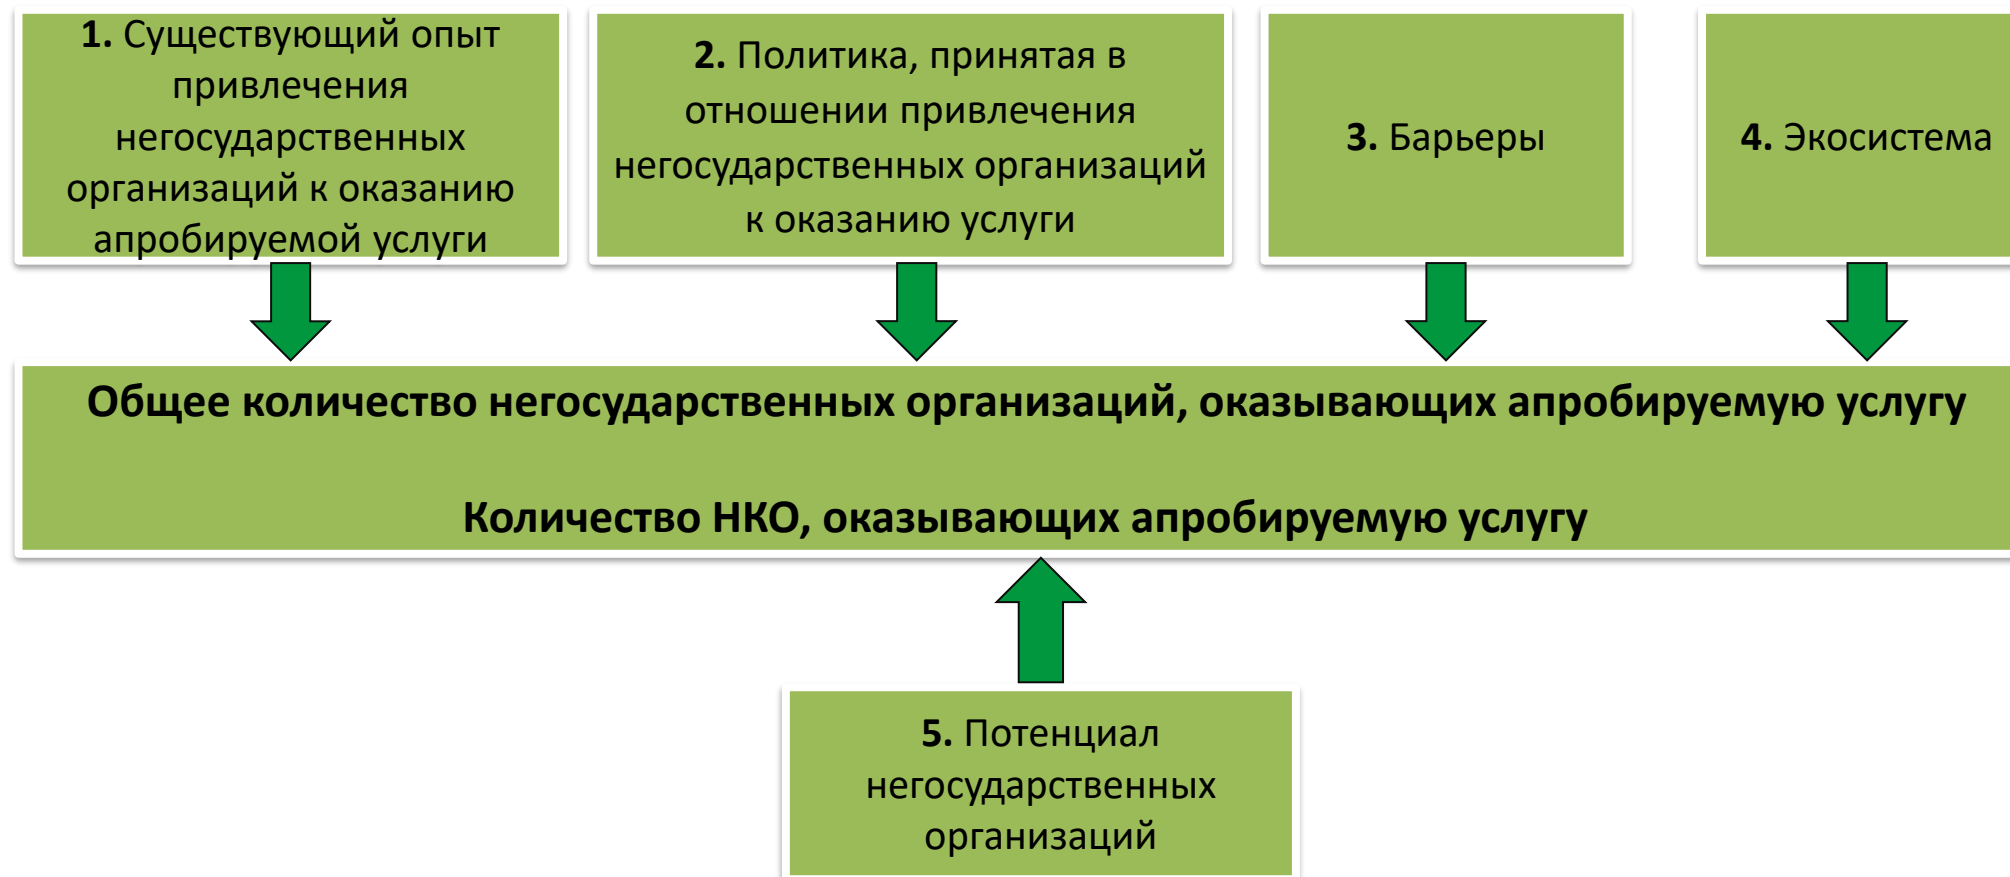 1. Существующий опыт
привлечения
негосударственных
организаций к оказанию
апробируемой услуги
2. Политика, принятая в
отношении привлечения
негосударственных организаций
к оказанию услуги
3. Барьеры
4. Экосистема
Общее количество негосударственных организаций, оказывающих апробируемую услугу
Количество НКО, оказывающих апробируемую услугу
5. Потенциал
негосударственных
организаций